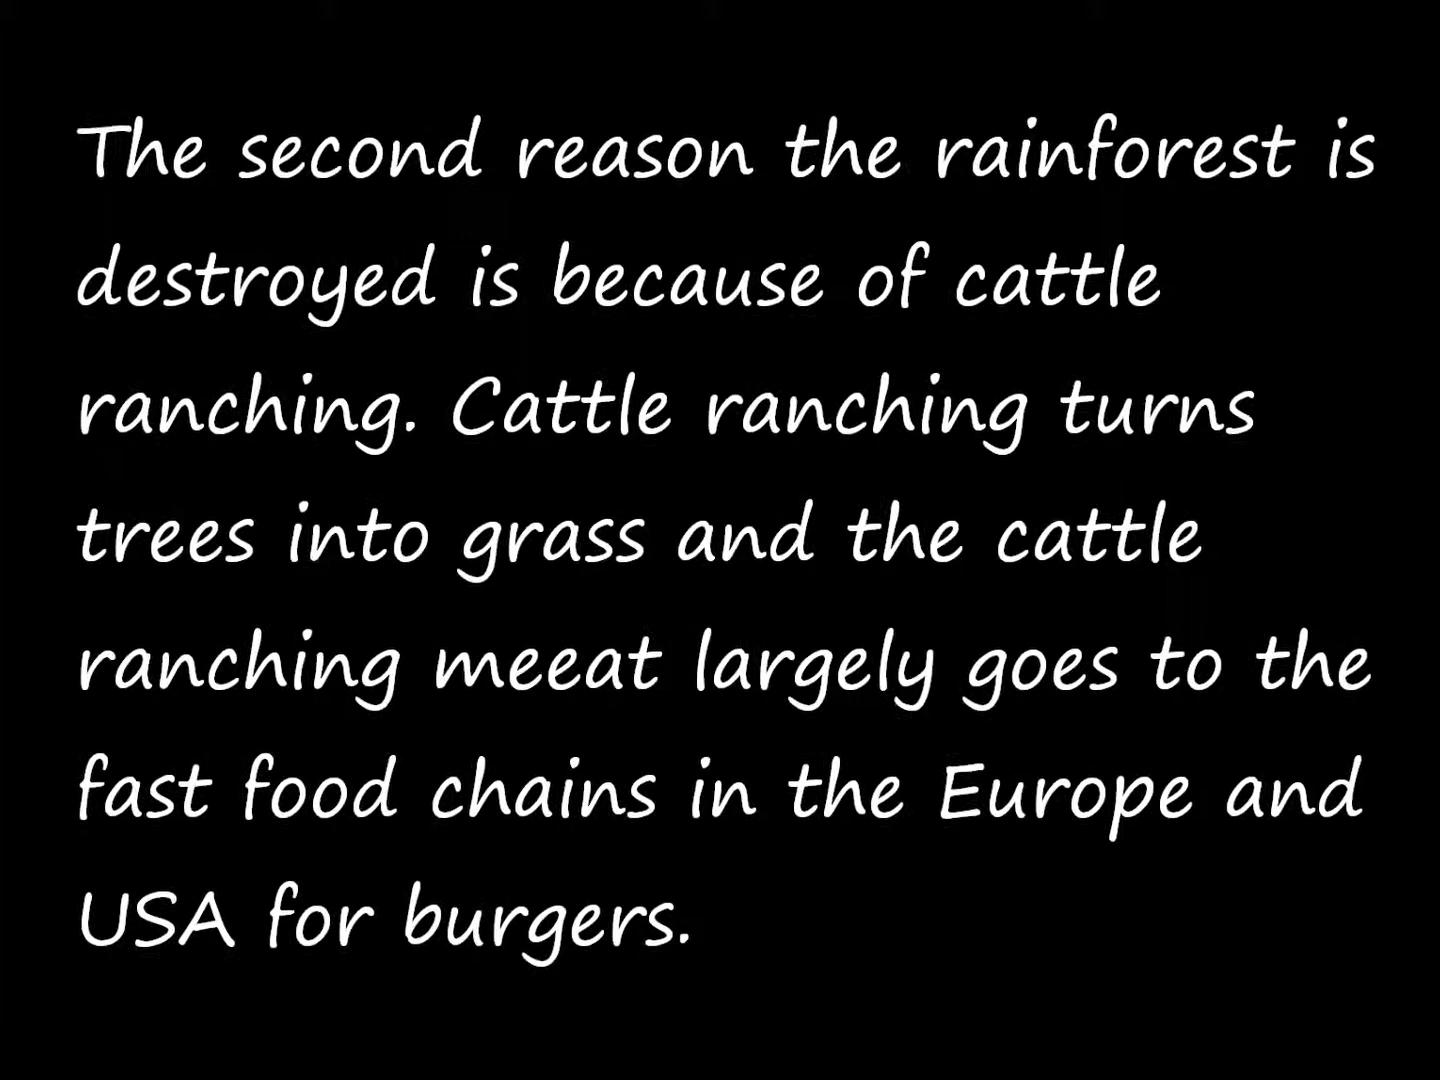 The second reason the rainforest is
destroyed is because of cattle
ranching. Cattle ranching turns
trees into grass and the cattle
ranching meeat largely goes to the
fast food chains in the Europe and
USA for burgers.